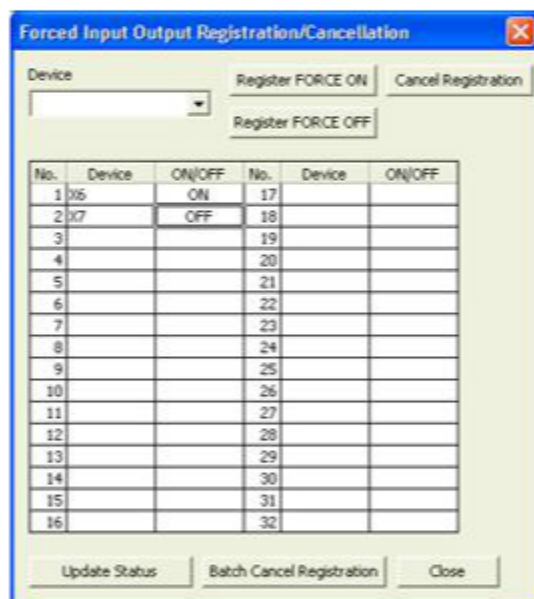 Forced Input Output Registration/Cancellation
Device
Register FORCE ON
Cancel Registration
Register FORCE OFF
No. Device ON/OFF No. Device ON/OFF
1 X6 ON 17
2 X7 OFF 18
3 19
4 20
5 21
6 22
7 23
8 24
9 25
10 26
11 27
12 28
13 29
14 30
15 31
16 32
Update Status Batch Cancel Registration Close